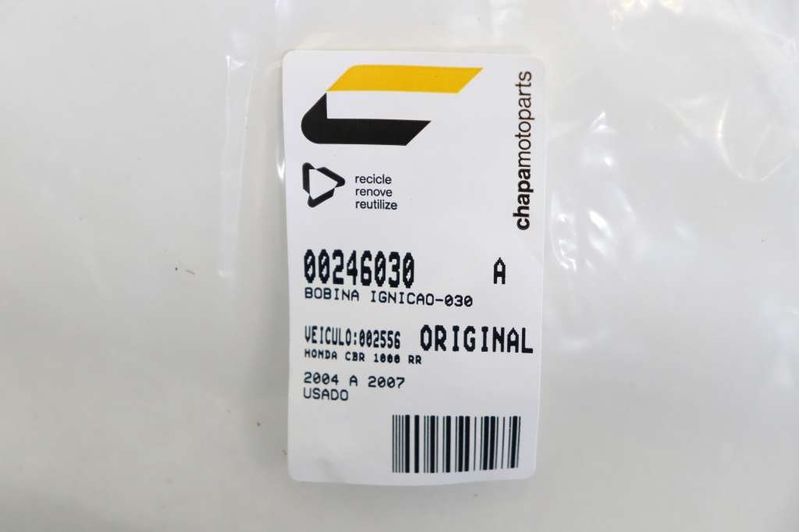 chapamotoparts
recicle
renove
reutilize
00246030 A
BOBINA IGNICAO-030
VEICULO:002556 ORIGINAL
HONDA CBR 1000 RR
2004 A 2007
USADO